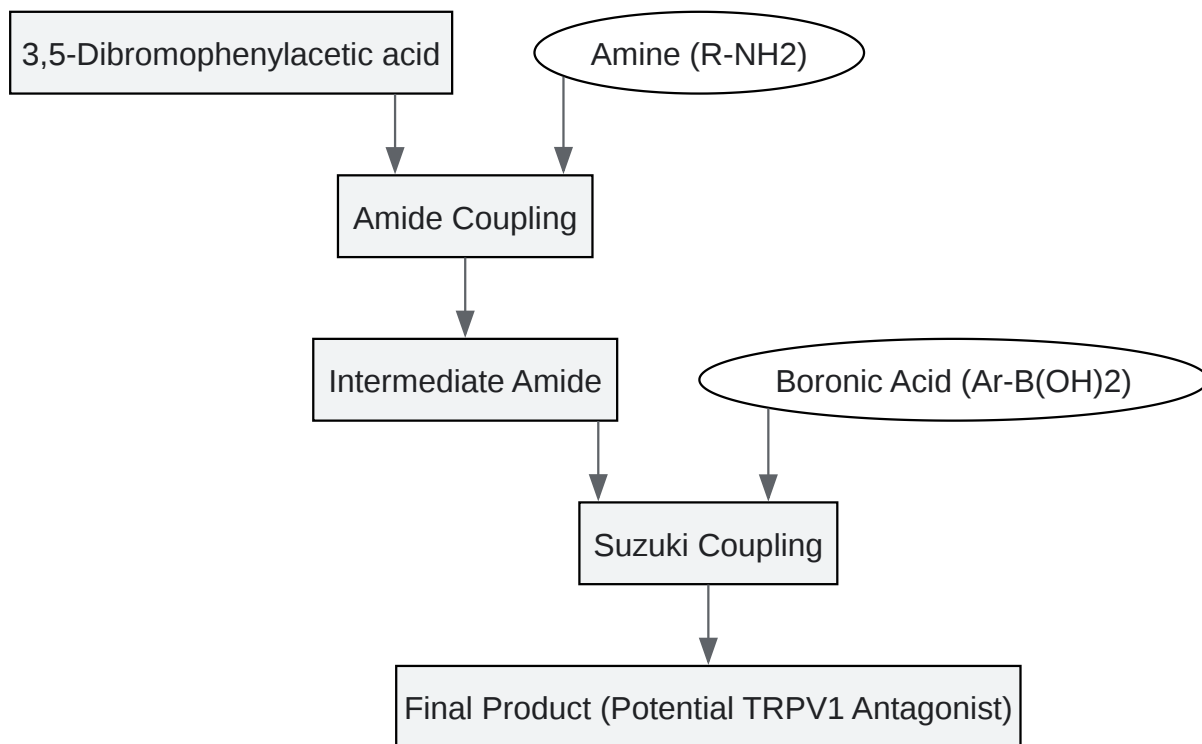 3,5-Dibromophenylacetic acid
Amine (R-NH2)
Amide Coupling
Intermediate Amide
Boronic Acid (Ar-B(OH)2)
Suzuki Coupling
Final Product (Potential TRPV1 Antagonist)